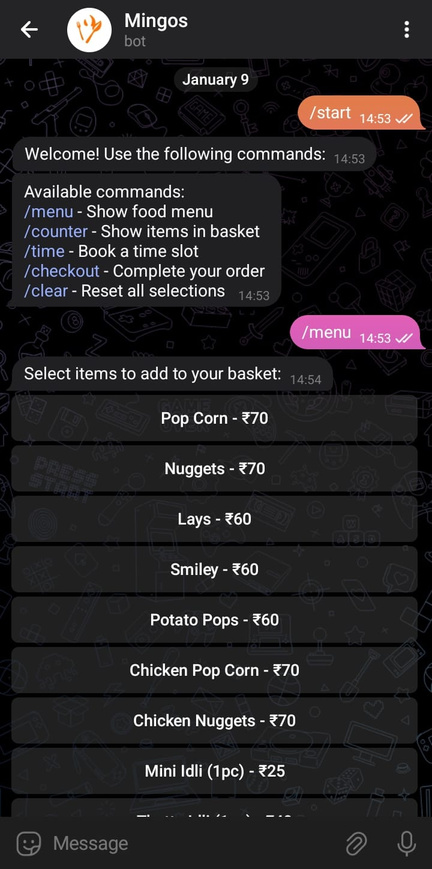 Mingos
bot
January 9
/start 14:53
Welcome! Use the following commands: 14:53
Available commands:
/menu - Show food menu
/counter - Show items in basket
/time - Book a time slot
/checkout - Complete your order
/clear - Reset all selections 14:53
/menu 14:53
Select items to add to your basket: 14:54
Pop Corn - ₹70
Nuggets - ₹70
PRESS
START
Lays - ₹60
Smiley - ₹60
Potato Pops - ₹60
Chicken Pop Corn - ₹70
Chicken Nuggets - ₹70
Mini Idli (1pc) - ₹25
Message